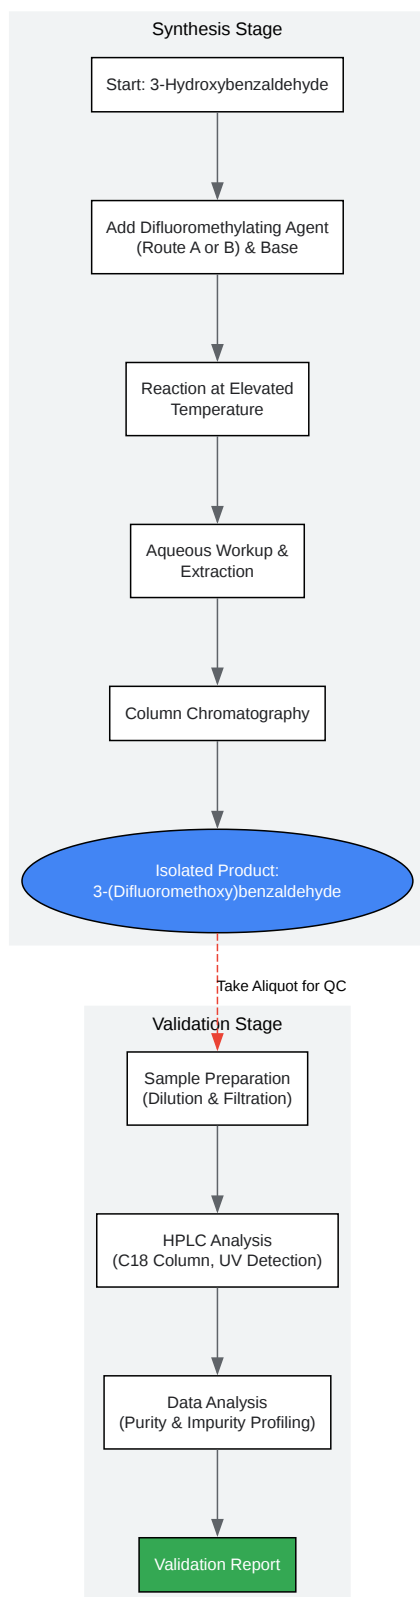 Synthesis Stage
Start: 3-Hydroxybenzaldehyde
Add Difluoromethylating Agent
(Route A or B) & Base
Reaction at Elevated
Temperature
Aqueous Workup &
Extraction
Column Chromatography
Isolated Product:
3-(Difluoromethoxy)benzaldehyde
Take Aliquot for QC
Validation Stage
Sample Preparation
(Dilution & Filtration)
HPLC Analysis
(C18 Column, UV Detection)
Data Analysis
(Purity & Impurity Profiling)
Validation Report